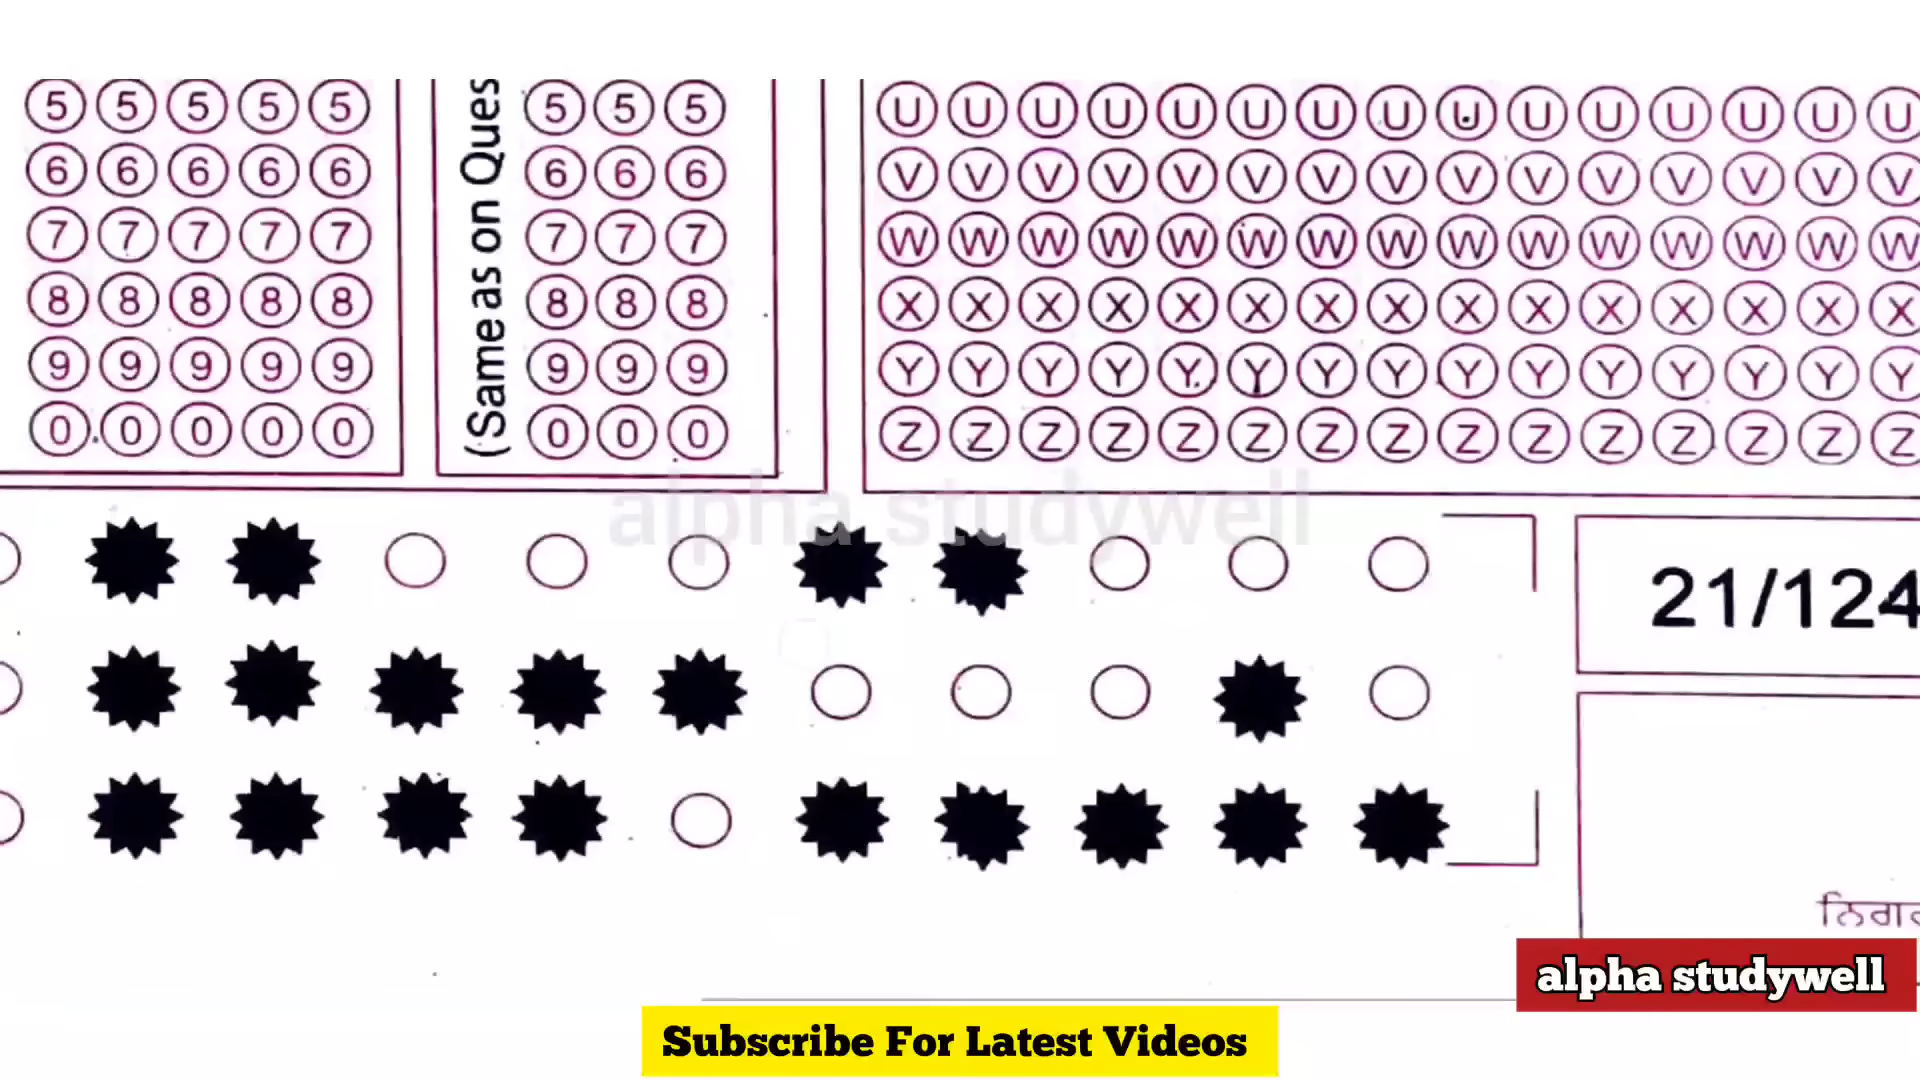 5 5 5 5 5
6 6 6 6 6
7 7 7 7 7
8 8 8 8 8
9 9 9 9 9
0 0 0 0 0
(Same as on Ques
5 5 5
6 6 6
7 7 7
8 8 8
9 9 9
0 0 0
U U U U U U U U U U U U U U U
V V V V V V V V V V V V V V V
W W W W W W W W W W W W W W W
X X X X X X X X X X X X X X X
Y Y Y Y Y Y Y Y Y Y Y Y Y Y Y
Z Z Z Z Z Z Z Z Z Z Z Z Z Z Z
alpha studywell
21/124
alpha studywell
Subscribe For Latest Videos